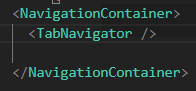 <NavigationContainer>
<TabNavigator />
</NavigationContainer>